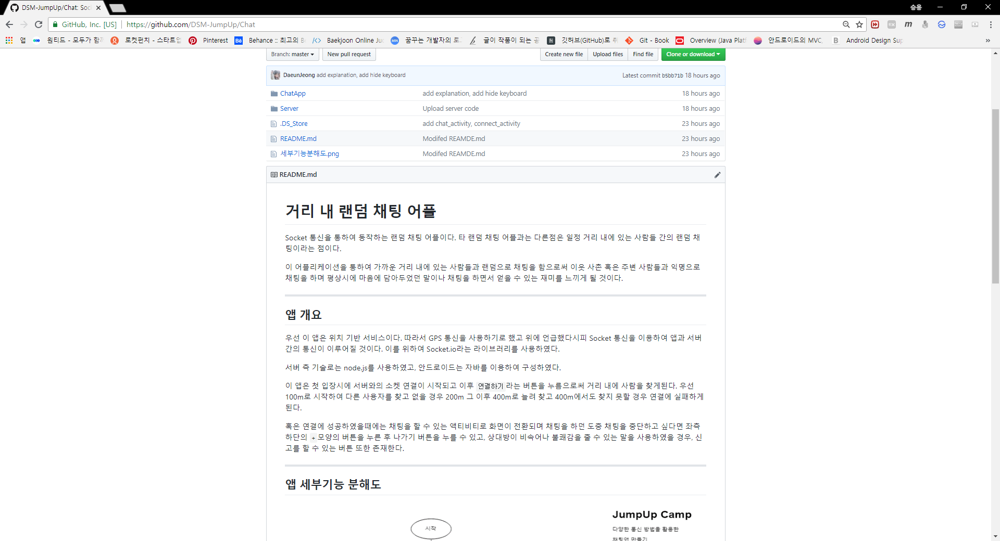 DSM-JumpUp/Chat: Soc
승용
GitHub, Inc. [US] https://github.com/DSM-JumpUp/Chat
앱 원티드 - 모두가 함께 로켓펀치 - 스타트업 Pinterest Behance :: 최고의 B Baekjoon Online Juc 꿈꾸는 개발자의 로 글이 작품이 되는 공 깃허브(GitHub)로 취 Git - Book Overview (Java Platf 안드로이드의 MVC, Android Design Sup
Branch: master New pull request Create new file Upload files Find file Clone or download
DaeunJeong add explanation, add hide keyboard Latest commit b5bb71b 18 hours ago
ChatApp add explanation, add hide keyboard 18 hours ago
Server Upload server code 18 hours ago
.DS_Store add chat_activity, connect_activity 23 hours ago
README.md Modifed REAMDE.md 23 hours ago
세부기능분해도.png Modifed REAMDE.md 23 hours ago
README.md
거리 내 랜덤 채팅 어플
Socket 통신을 통하여 동작하는 랜덤 채팅 어플이다. 타 랜덤 채팅 어플과는 다른점은 일정 거리 내에 있는 사람들 간의 랜덤 채
팅이라는 점이다.
이 어플리케이션을 통하여 가까운 거리 내에 있는 사람들과 랜덤으로 채팅을 함으로써 이웃 사촌 혹은 주변 사람들과 익명으로
채팅을 하며 평상시에 마음에 담아두었던 말이나 채팅을 하면서 얻을 수 있는 재미를 느끼게 될 것이다.
앱 개요
우선 이 앱은 위치 기반 서비스이다. 따라서 GPS 통신을 사용하기로 했고 위에 언급했다시피 Socket 통신을 이용하여 앱과 서버
간의 통신이 이루어질 것이다. 이를 위하여 Socket.io라는 라이브러리를 사용하였다.
서버 측 기술로는 node.js를 사용하였고, 안드로이드는 자바를 이용하여 구성하였다.
이 앱은 첫 입장시에 서버와의 소켓 연결이 시작되고 이후 연결하기 라는 버튼을 누름으로써 거리 내에 사람을 찾게된다. 우선
100m로 시작하여 다른 사용자를 찾고 없을 경우 200m 그 이후 400m로 늘려 찾고 400m에서도 찾지 못할 경우 연결에 실패하게
된다.
혹은 연결에 성공하였을때에는 채팅을 할 수 있는 액티비티로 화면이 전환되며 채팅을 하던 도중 채팅을 중단하고 싶다면 좌측
하단의 + 모양의 버튼을 누른 후 나가기 버튼을 누를 수 있고, 상대방이 비속어나 불쾌감을 줄 수 있는 말을 사용하였을 경우, 신
고를 할 수 있는 버튼 또한 존재한다.
앱 세부기능 분해도
JumpUp Camp
시작
다양한 통신 방법을 활용한
채팅앱 만들기